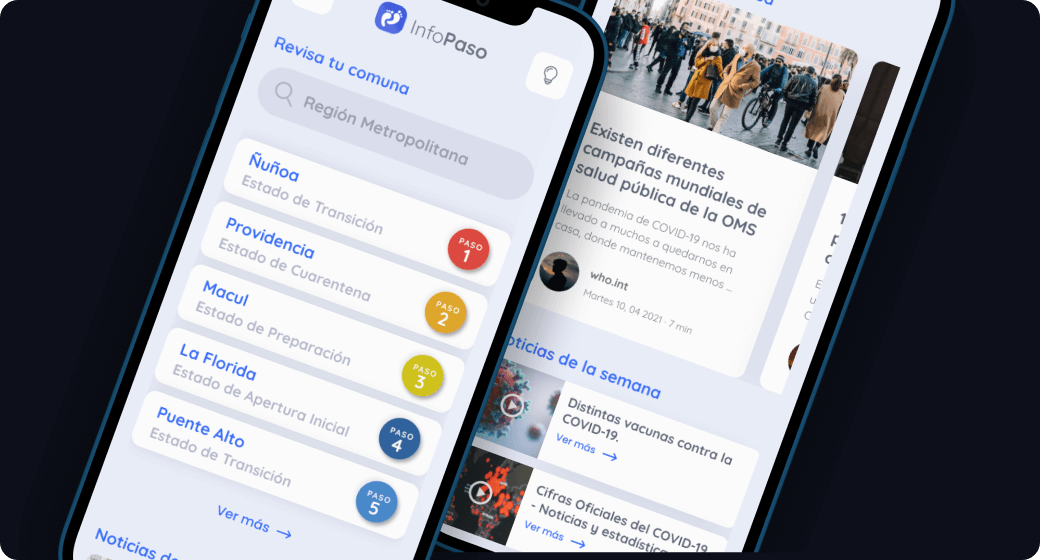 InfoPaso
Revisa tu comuna
Región Metropolitana
Ñuñoa
Estado de Transición
PASO
1
Providencia
Estado de Cuarentena
PASO
2
Macul
Estado de Preparación
PASO
3
La Florida
Estado de Apertura Inicial
PASO
4
Puente Alto
Estado de Transición
PASO
5
Ver más →
Noticias de
Existen diferentes
campañas mundiales de
salud pública de la OMS
La pandemia de COVID-19 nos ha
llevado a muchos a quedarnos en
casa, donde mantenemos menos ...
who.int
Martes 10, 04 2021 · 7 min
oticias de la semana
Distintas vacunas contra la
COVID-19.
Ver más →
Cifras Oficiales del COVID-19
- Noticias y estadística
Ver más →